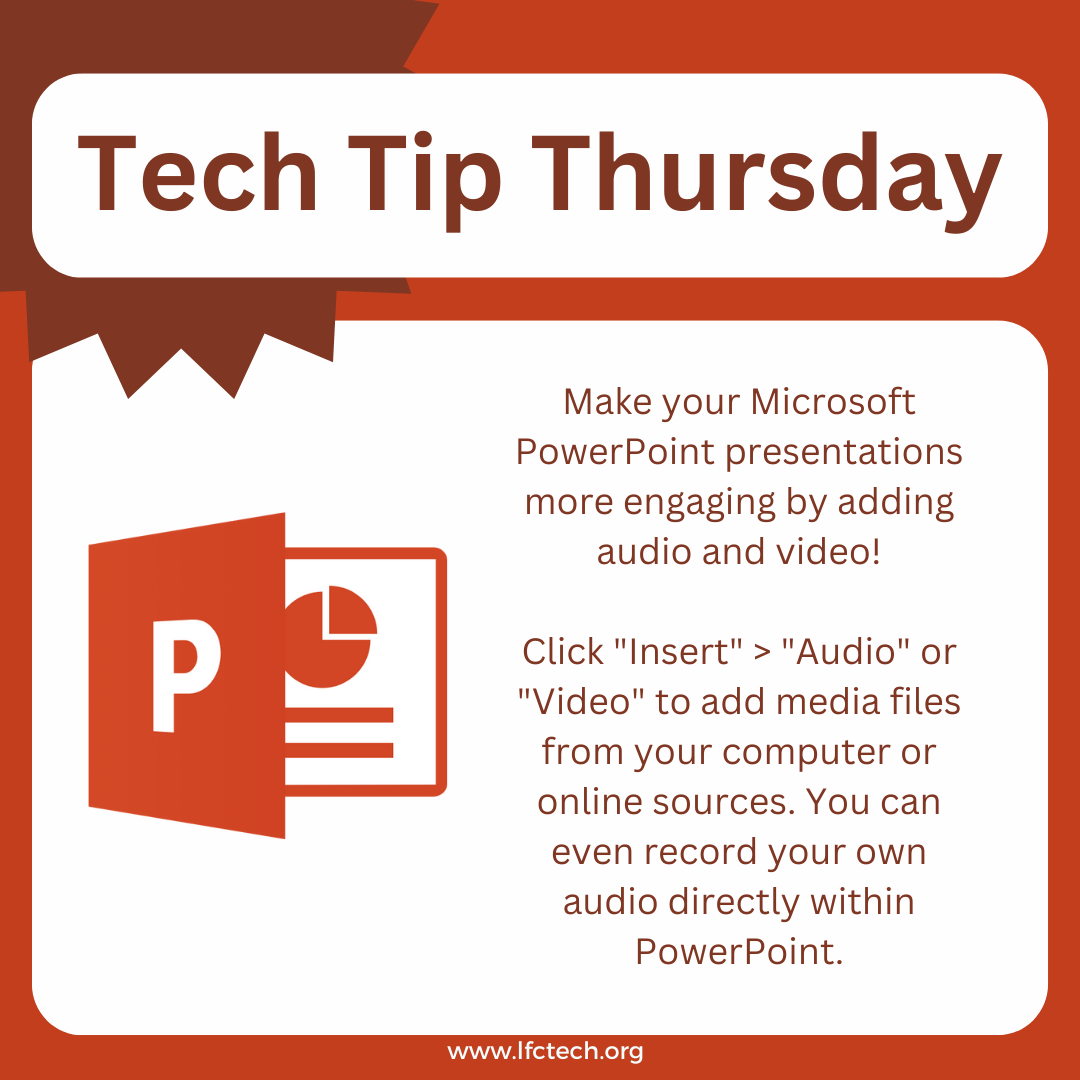 Tech Tip Thursday
Make your Microsoft
PowerPoint presentations
more engaging by adding
audio and video!
Click "Insert" > "Audio" or
"Video" to add media files
from your computer or
online sources. You can
even record your own
audio directly within
PowerPoint.
P
www.lfctech.org